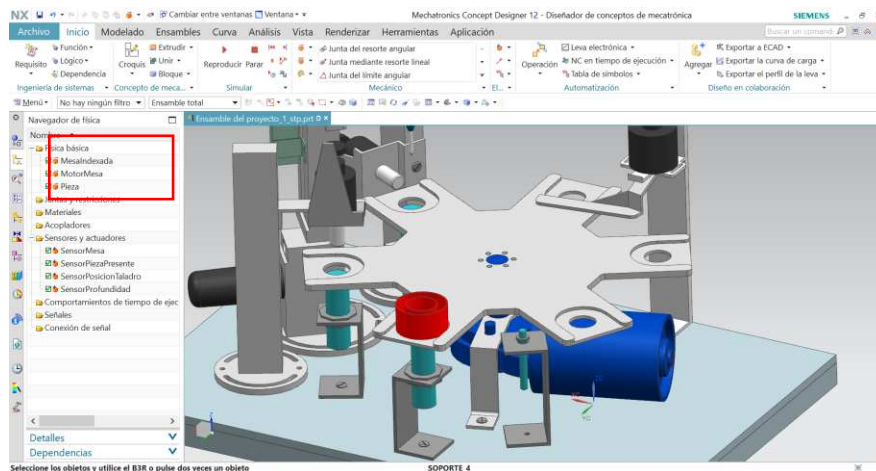 NX
Cambiar entre ventanas Ventana
Mechatronics Concept Designer 12 - Diseñador de conceptos de mecatrónica
SIEMENS
Archivo Inicio Modelado Ensambles Curva Análisis Vista Renderizar Herramientas Aplicación
Buscar un comando
Requisito
Función
Lógico
Dependencia
Croquis
Extrudir
Unir
Bloque
Reproducir Parar
Junta del resorte angular
Junta mediante resorte lineal
Junta del límite angular
Operación
Leva electrónica
NC en tiempo de ejecución
Tabla de símbolos
Agregar
Exportar a ECAD
Exportar la curva de carga
Exportar el perfil de la leva
Ingeniería de sistemas Concepto de meca... Simular Mecánico El... Automatización Diseño en colaboración
Menú No hay ningún filtro Ensamble total
Navegador de física
Ensamble del proyecto_1_stp.prt
Nombre
Física básica
MesaIndexada
MotorMesa
Pieza
Juntas y restricciones
Materiales
Acopladores
Sensores y actuadores
SensorMesa
SensorPiezaPresente
SensorPosicionTaladro
SensorProfundidad
Comportamientos de tiempo de ejec
Señales
Conexión de señal
Detalles
Dependencias
Seleccione los objetos y utilice el B3R o pulse dos veces un objeto
SOPORTE 4